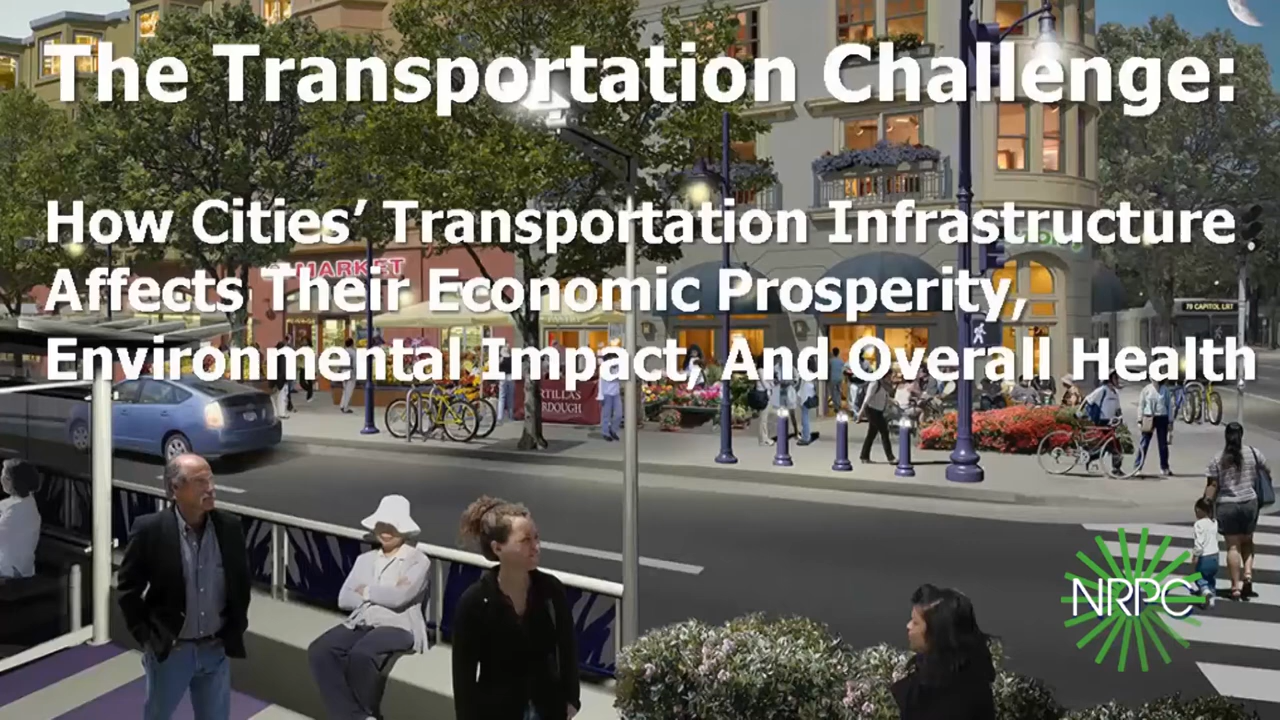 The Transportation Challenge:
How Cities’ Transportation Infrastructure
Affects Their Economic Prosperity,
Environmental Impact, And Overall Health
MARKET
NRPC